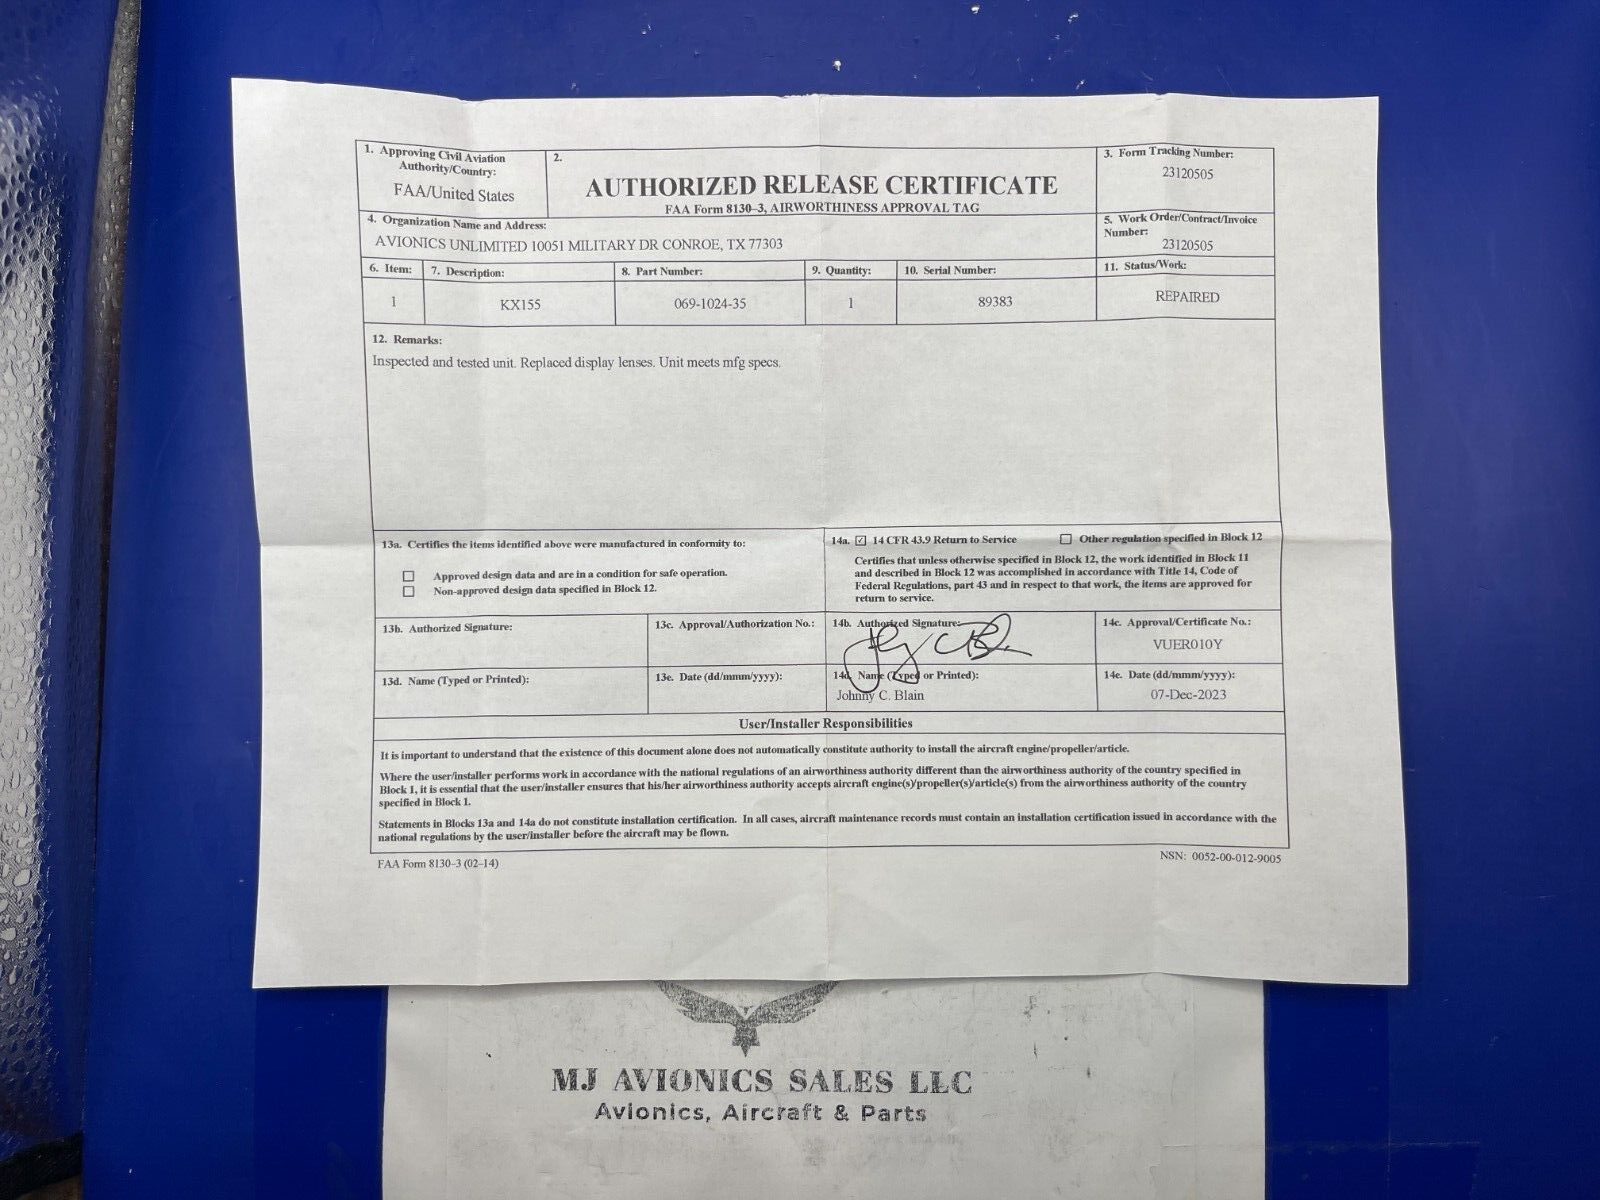 1. Approving Civil Aviation
Authority/Country:
FAA/United States
2.
AUTHORIZED RELEASE CERTIFICATE
FAA Form 8130–3, AIRWORTHINESS APPROVAL TAG
3. Form Tracking Number:
23120505
4. Organization Name and Address:
AVIONICS UNLIMITED 10051 MILITARY DR CONROE, TX 77303
5. Work Order/Contract/Invoice
Number:
23120505
6. Item:
7. Description:
8. Part Number:
9. Quantity:
10. Serial Number:
11. Status/Work:
1
KX155
069-1024-35
1
89383
REPAIRED
12. Remarks:
Inspected and tested unit. Replaced display lenses. Unit meets mfg specs.
13a. Certifies the items identified above were manufactured in conformity to:
Approved design data and are in a condition for safe operation.
Non-approved design data specified in Block 12.
14a. 14 CFR 43.9 Return to Service
Other regulation specified in Block 12
Certifies that unless otherwise specified in Block 12, the work identified in Block 11
and described in Block 12 was accomplished in accordance with Title 14, Code of
Federal Regulations, part 43 and in respect to that work, the items are approved for
return to service.
13b. Authorized Signature:
13c. Approval/Authorization No.:
14b. Authorized Signature:
14c. Approval/Certificate No.:
VUER010Y
13d. Name (Typed or Printed):
13e. Date (dd/mmm/yyyy):
14d. Name (Typed or Printed):
Johnny C. Blain
14e. Date (dd/mmm/yyyy):
07-Dec-2023
User/Installer Responsibilities
It is important to understand that the existence of this document alone does not automatically constitute authority to install the aircraft engine/propeller/article.
Where the user/installer performs work in accordance with the national regulations of an airworthiness authority different than the airworthiness authority of the country specified in
Block 1, it is essential that the user/installer ensures that his/her airworthiness authority accepts aircraft engine(s)/propeller(s)/article(s) from the airworthiness authority of the country
specified in Block 1.
Statements in Blocks 13a and 14a do not constitute installation certification. In all cases, aircraft maintenance records must contain an installation certification issued in accordance with the
national regulations by the user/installer before the aircraft may be flown.
FAA Form 8130–3 (02-14)
NSN: 0052-00-012-9005
MJ AVIONICS SALES LLC
Avionics, Aircraft & Parts